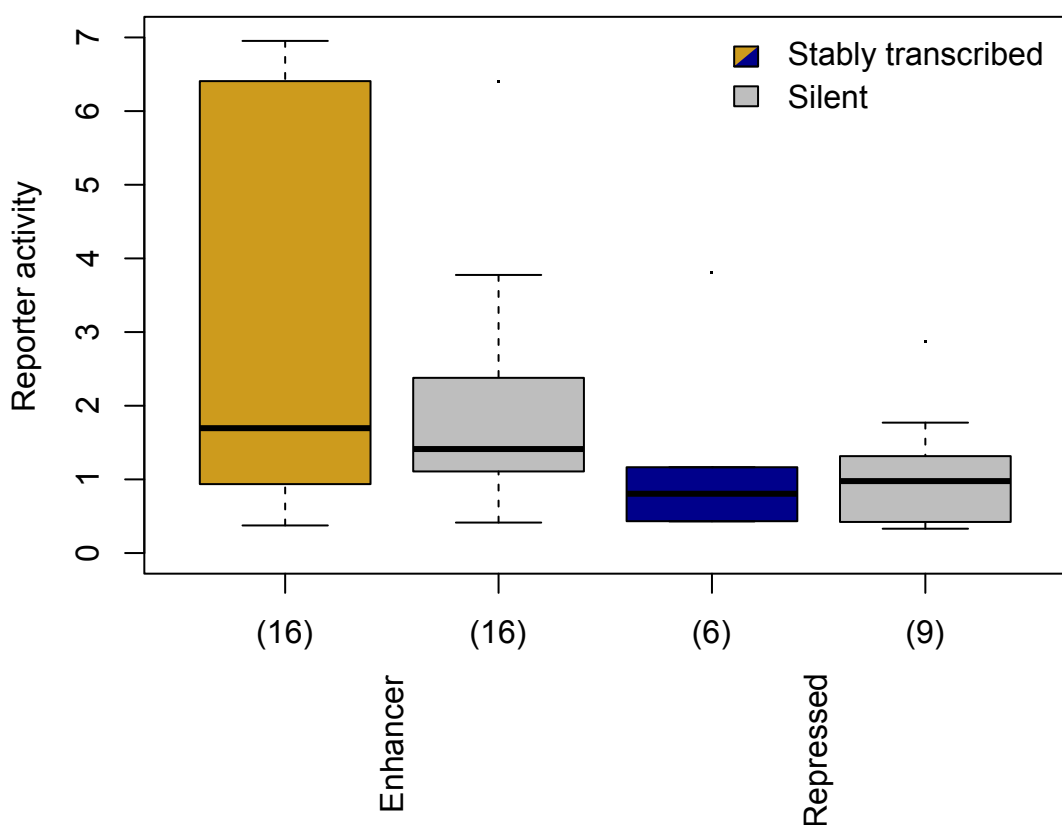 Stably transcribed
Silent
Reporter activity
7
6
5
4
3
2
1
0
(16) (16) (6) (9)
Enhancer
Repressed